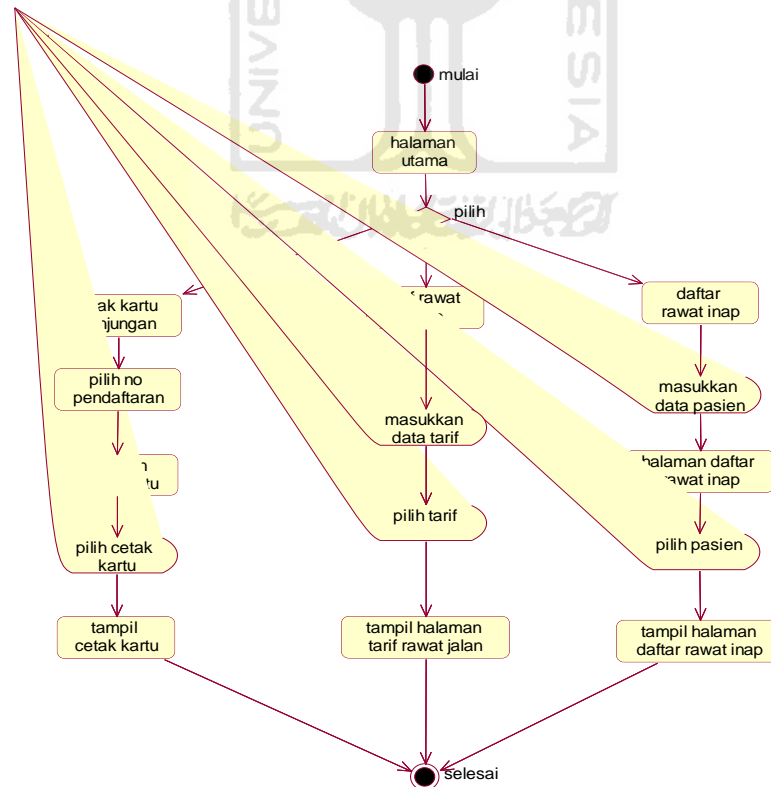 mulai
halaman
utama
pilih
kartu
rawat
daftar
rawat inap
pilih no
pendaftaran
masukkan
data pasien
masukkan
data tarif
halaman daftar
rawat inap
pilih tarif
pilih cetak
kartu
pilih pasien
tampil
cetak kartu
tampil halaman
tarif rawat jalan
tampil halaman
daftar rawat inap
selesai